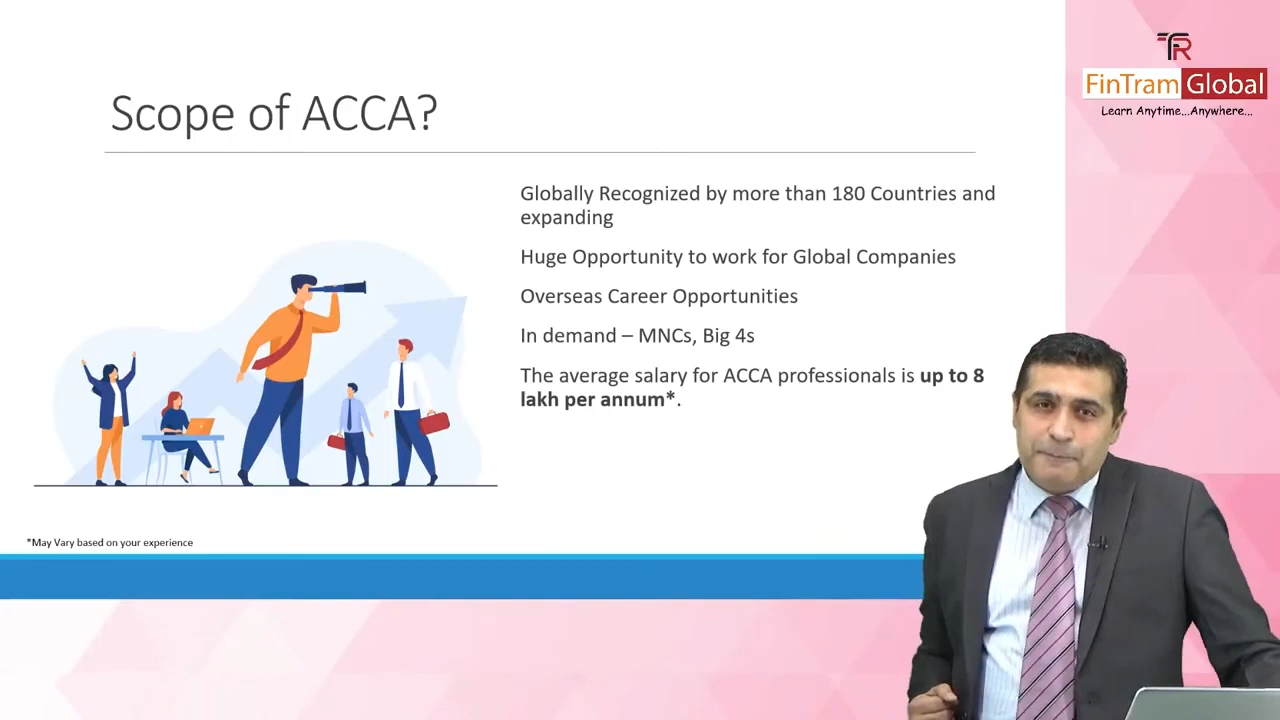 TR
FinTram Global
Learn Anytime...Anywhere...
Scope of ACCA?
Globally Recognized by more than 180 Countries and
expanding
Huge Opportunity to work for Global Companies
Overseas Career Opportunities
In demand – MNCs, Big 4s
The average salary for ACCA professionals is up to 8
lakh per annum*.
*May Vary based on your experience